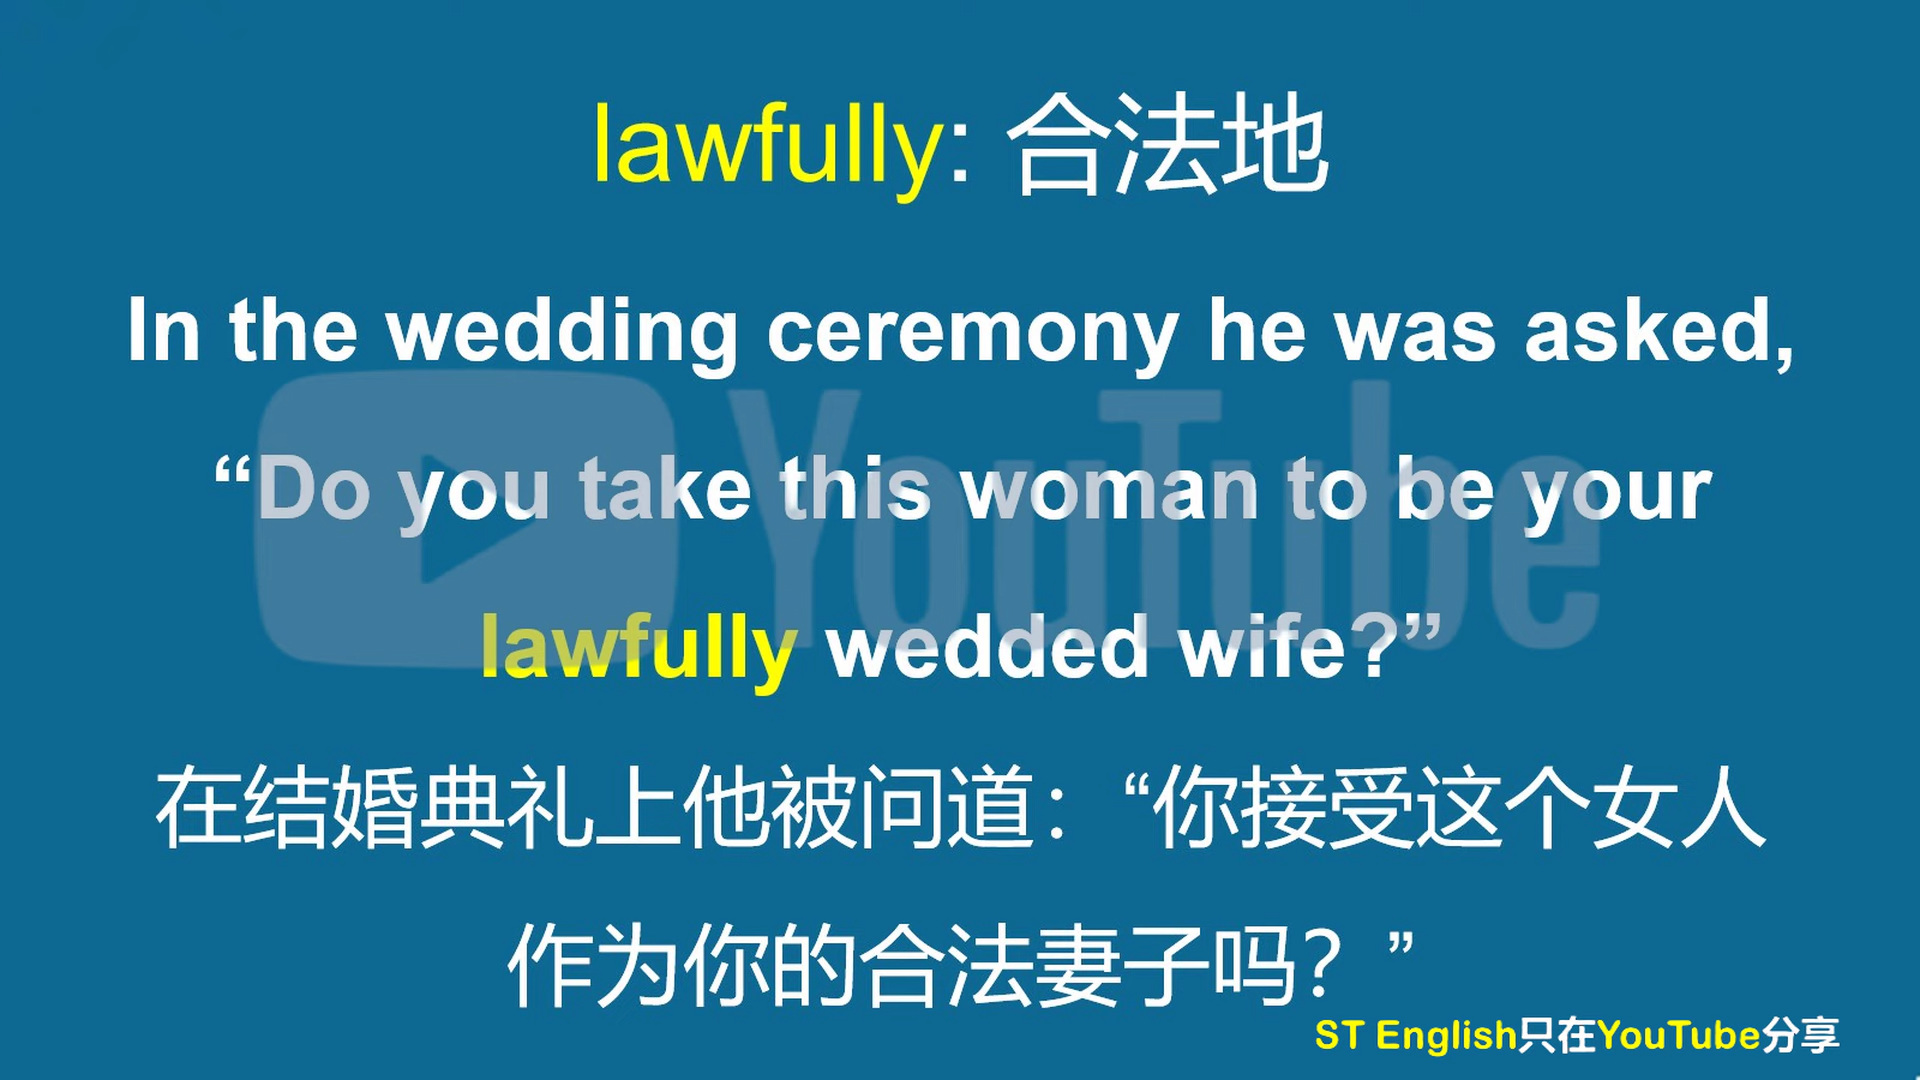 lawfully: 合法地
In the wedding ceremony he was asked,
“Do you take this woman to be your
lawfully wedded wife?”
YouTube
在结婚典礼上他被问道：“你接受这个女人
作为你的合法妻子吗？”
ST English只在YouTube分享